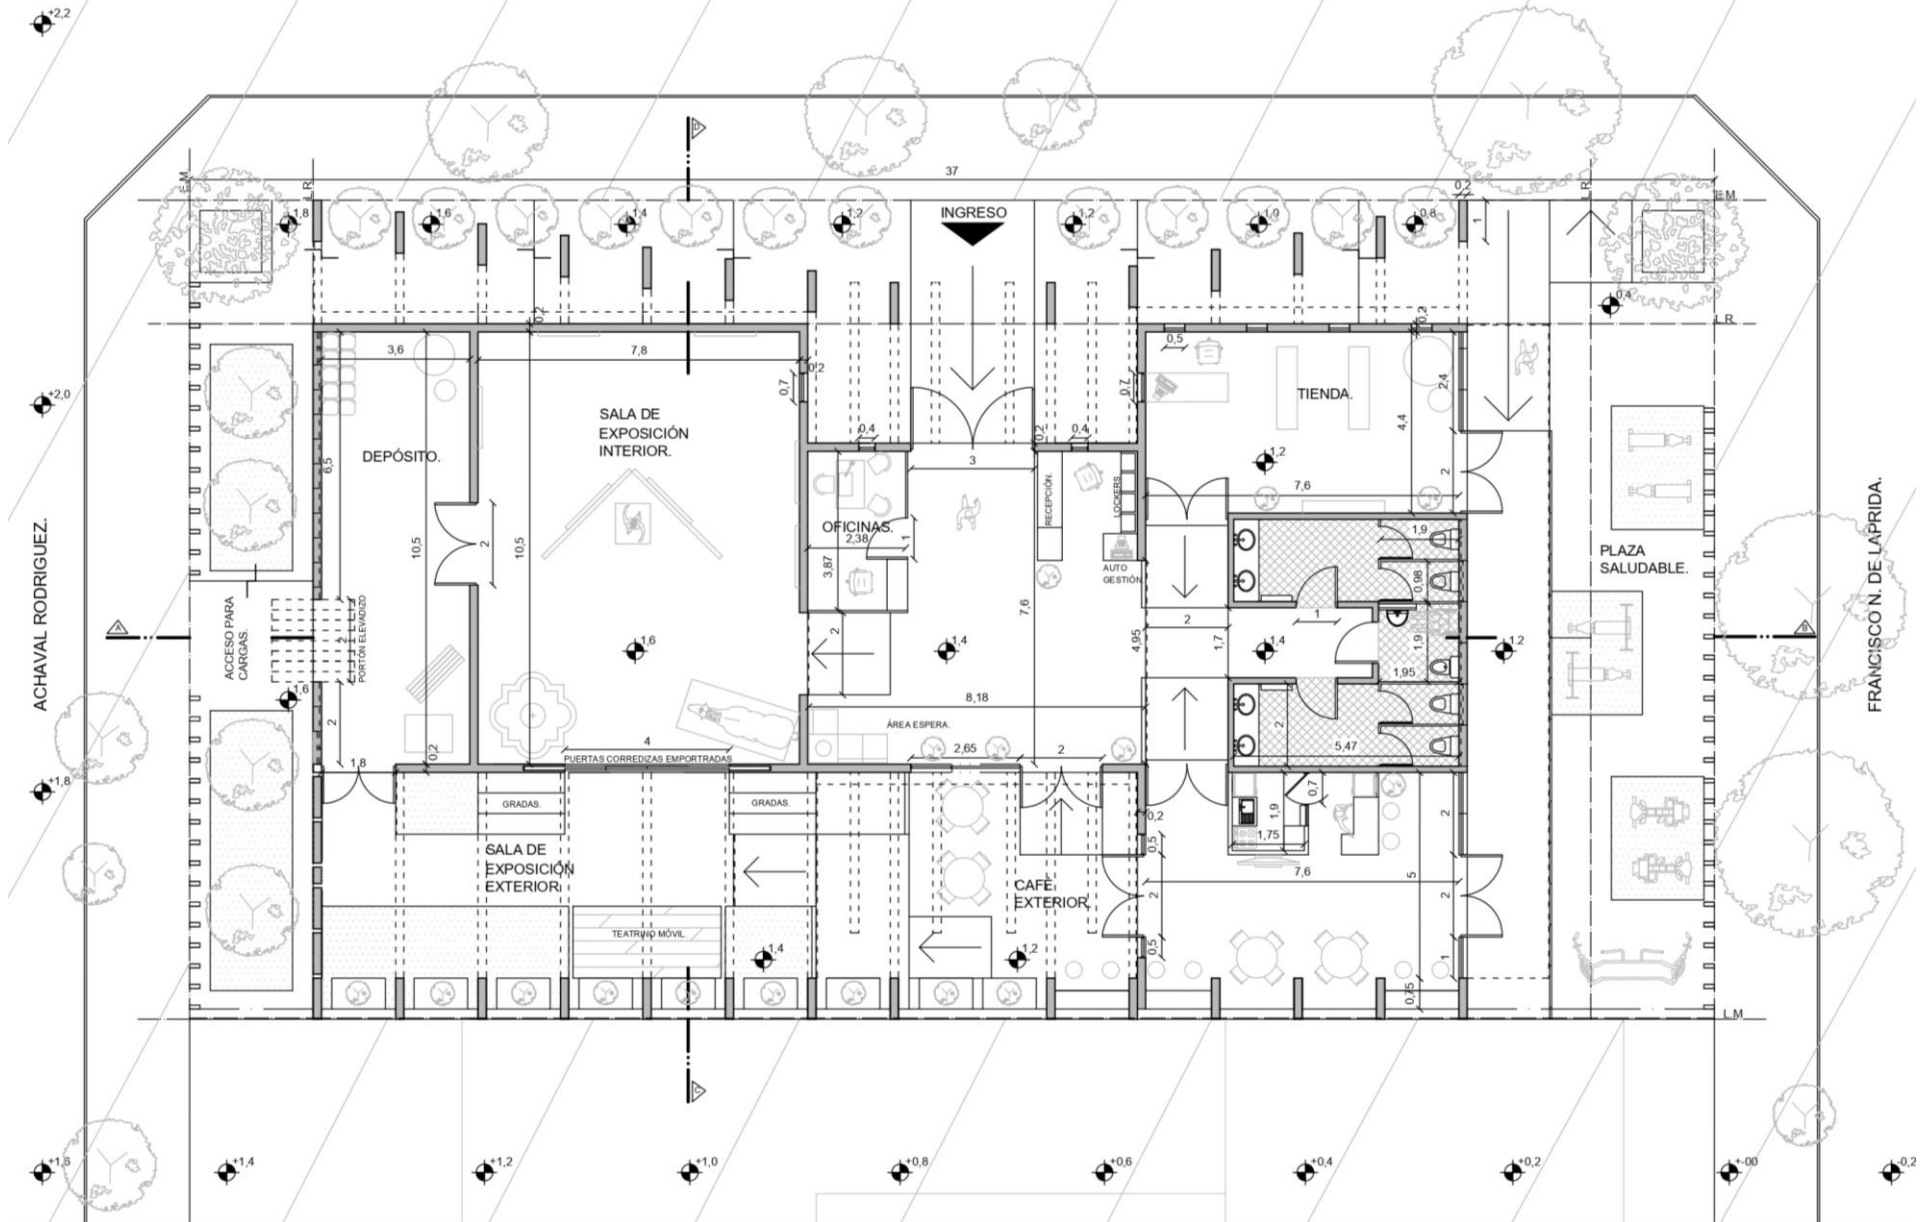 +2,2
37
E.M
L.R
0,2
L.R
E.M
+1,8
+1,6
+1,4
+1,2
INGRESO
+1,2
+1,0
+0,8
1
+0,4
0,2
0,2
L.R
3,6
7,8
0,2
0,5
+2,0
0,7
0,7
TIENDA.
2,4
SALA DE
EXPOSICIÓN
INTERIOR.
0,4
0,2
0,4
4,4
DEPÓSITO.
6,5
3
+1,2
2
7,6
RECEPCIÓN.
LOCKERS
OFICINAS.
2,38
1
1,9
ACHAVAL RODRIGUEZ.
10,5
2
10,5
3,87
AUTO
GESTIÓN
0,98
PLAZA
SALUDABLE.
FRANCISCO N. DE LAPRIDA.
ACCESO PARA
CARGAS.
2
PORTÓN ELEVADIZO
7,6
2
1
A
2
+1,6
+1,4
4,95
1,7
+1,4
1,9
+1,2
B
1,95
+1,6
8,18
2
ÁREA ESPERA.
2
0,2
4
2,65
2
5,47
PUERTAS CORREDIZAS EMPORTRADAS
1,8
+1,8
GRADAS.
GRADAS.
0,2
0,5
1,9
0,7
1,75
2
SALA DE
EXPOSICIÓN
EXTERIOR
CAFÉ
EXTERIOR.
7,6
5
2
2
TEATRINO MÓVIL.
+1,4
+1,2
0,5
1
0,75
L.M
C
D
+1,6
+1,4
+1,2
+1,0
+0,8
+0,6
+0,4
+0,2
+-00
-0,2